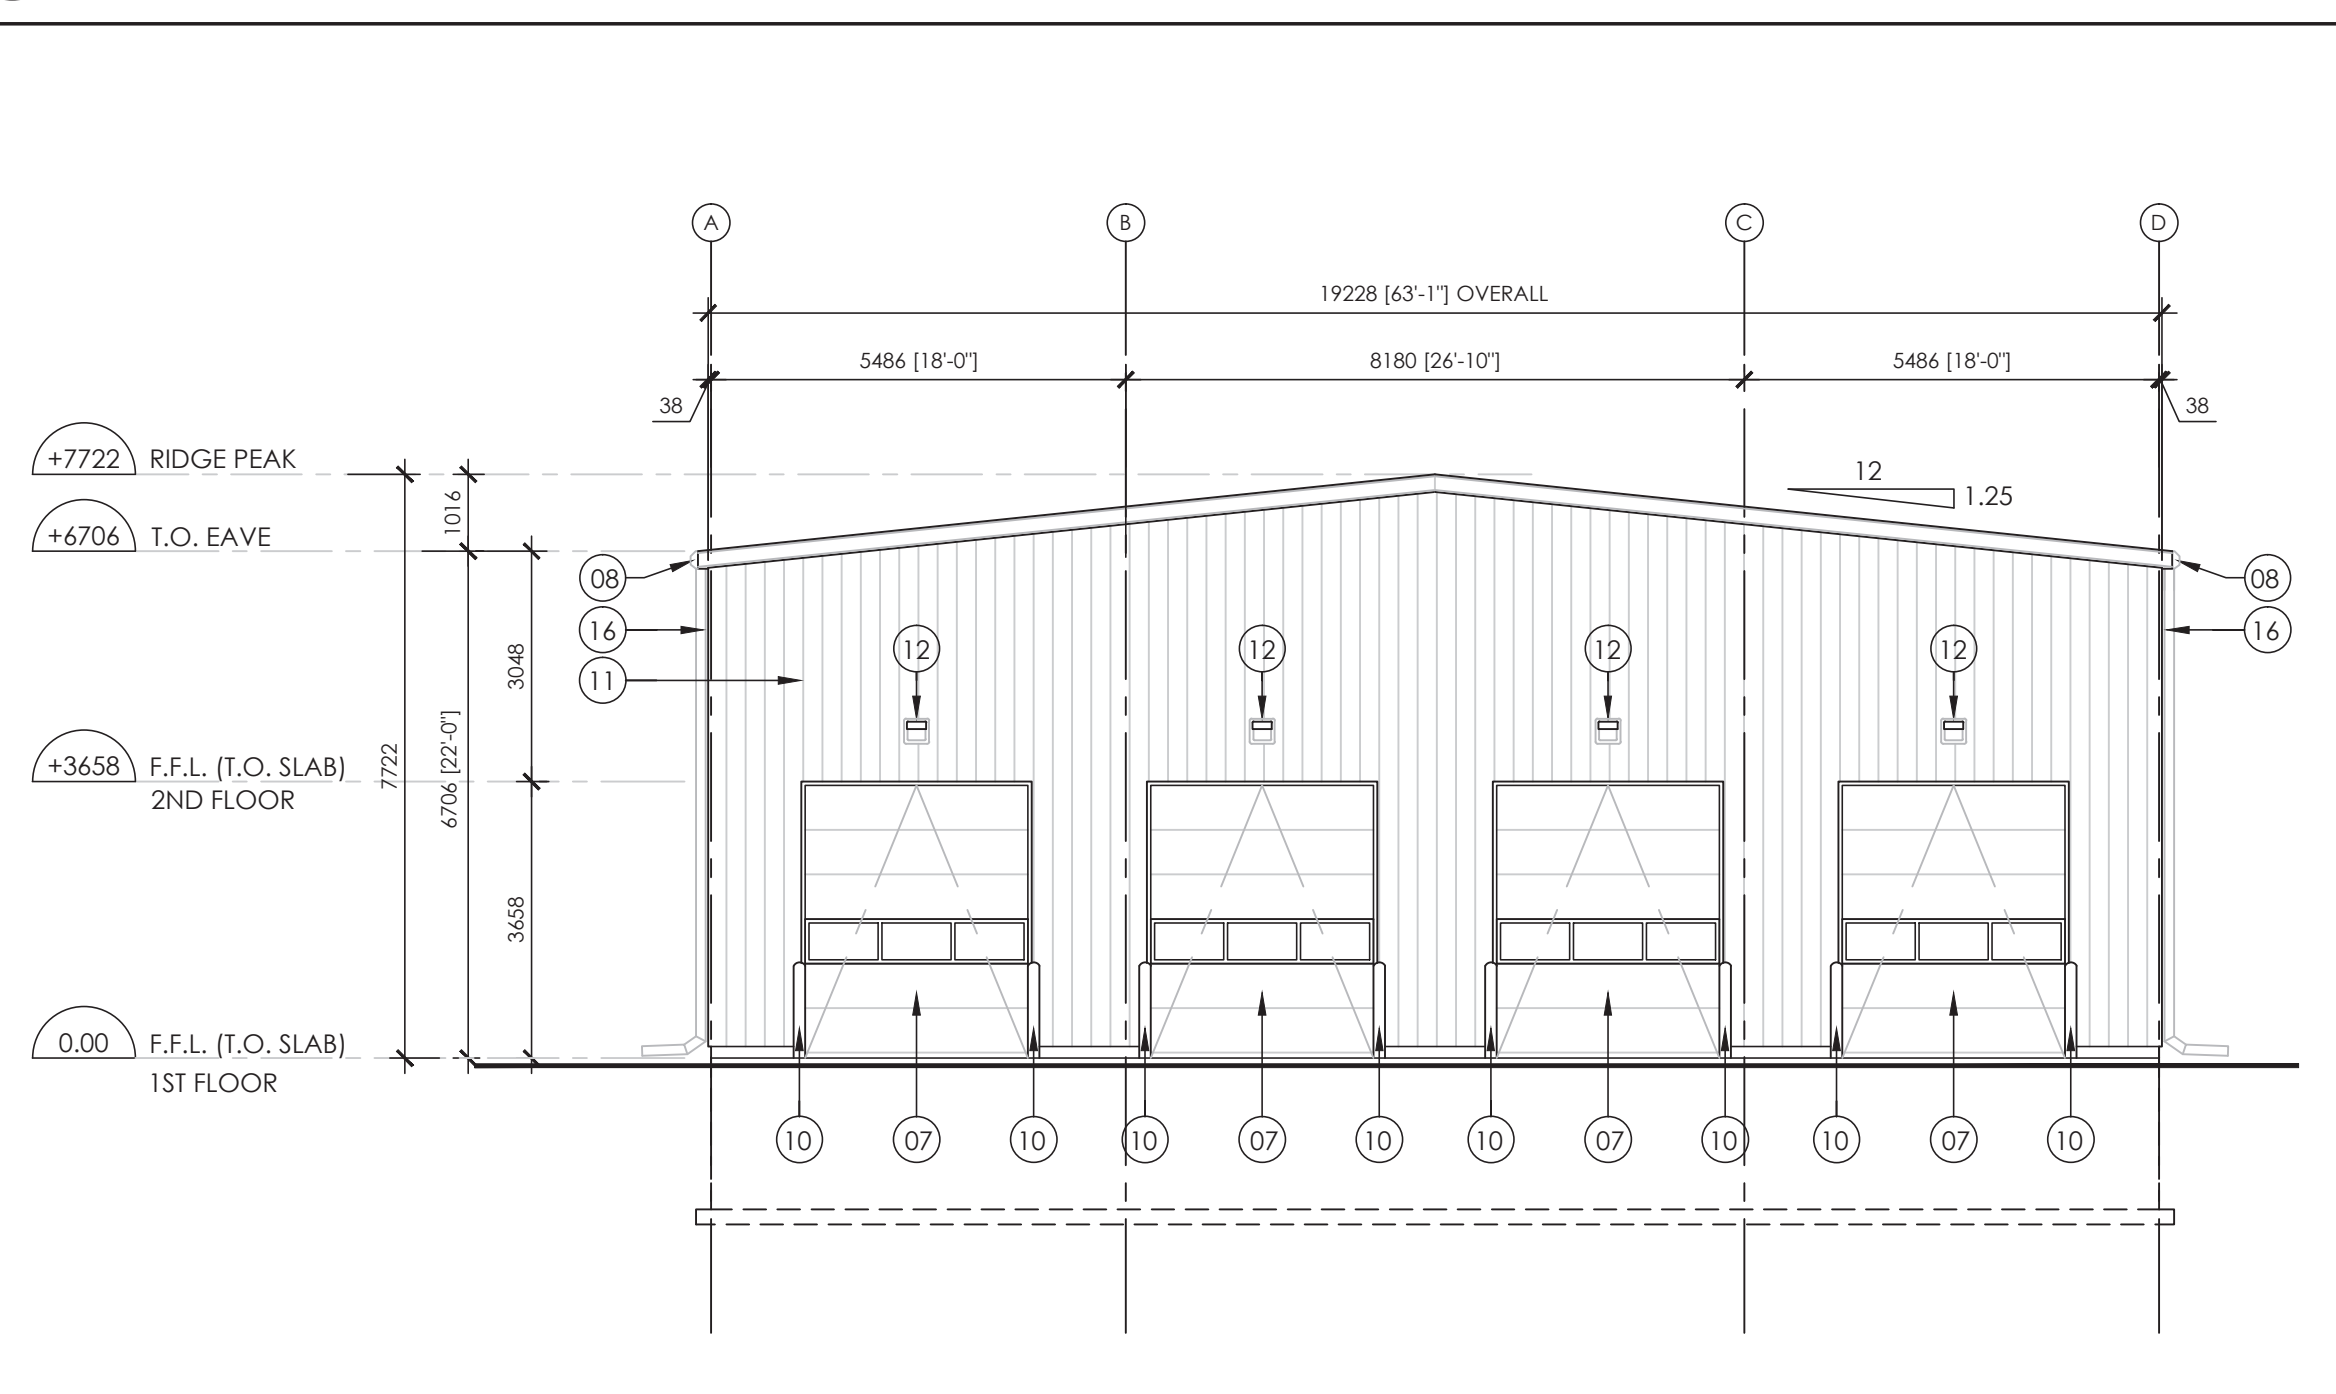 A B C D
19228 [63'-1"] OVERALL
5486 [18'-0"] 8180 [26'-10"] 5486 [18'-0"]
38 38
+7722 RIDGE PEAK
12
1.25
1016
+6706 T.O. EAVE
08 08
16 16
12 12 12 12
11
3048
+3658 F.F.L. (T.O. SLAB)
2ND FLOOR
7722
6706 [22'-0"]
3658
0.00 F.F.L. (T.O. SLAB)
1ST FLOOR
10 07 10 10 07 10 10 07 10 10 07 10